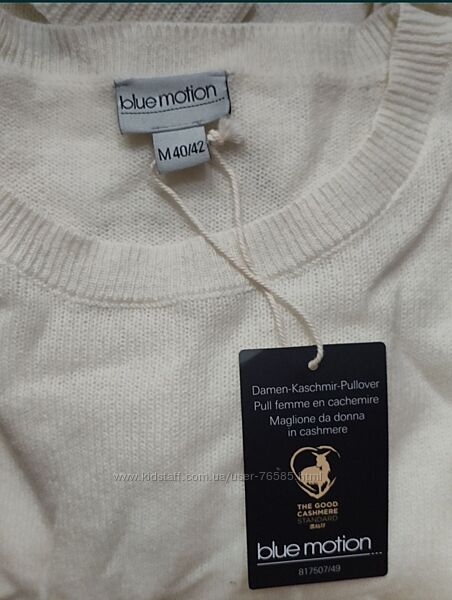 blue motion
M 40/42
Damen-Kaschmir-Pullover
Pull femme en cachemire
Maglione da donna
in cashmere
www.kidstaff.com.ua/user-76585.html
THE GOOD
CASHMERE
STANDARD
blue motion
817507/49